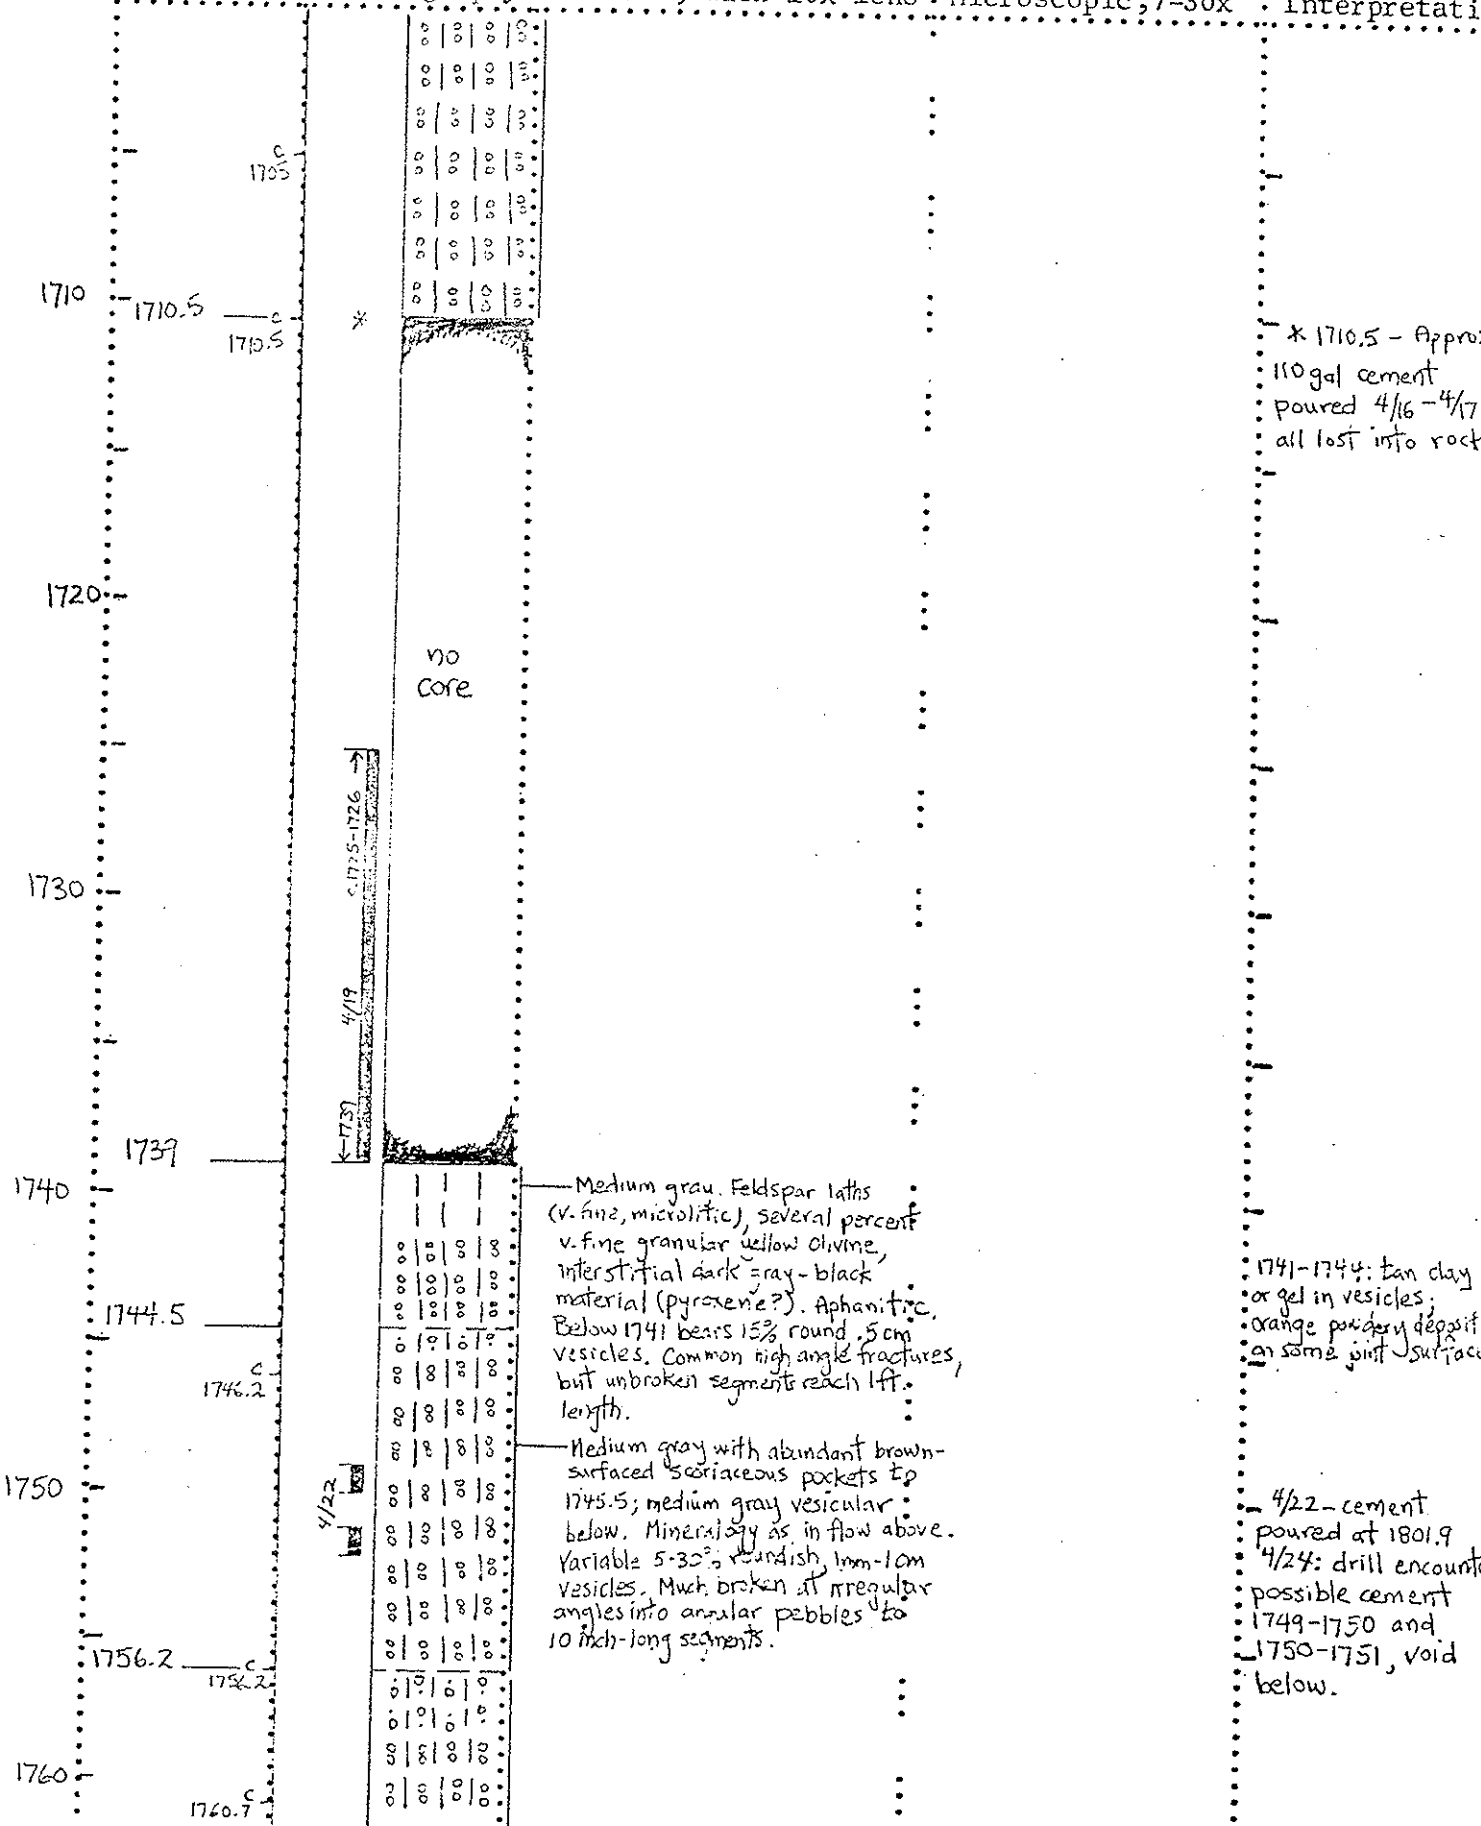 with 10x lens : Microscopic, 7-30x : Interpretati
c
1705
1710
1710.5
c
1710.5
*
* 1710.5 - Approx
110 gal cement
poured 4/16 - 4/17
all lost into rock
1720
no
core
c.1725-1726
4/19
1739
1730
1739
1740
Medium gray. Feldspar laths
(v. fine, microlitic), several percent
v. fine granular yellow olivine,
interstitial dark gray-black
material (pyroxene?). Aphanitic.
Below 1741 bears 15% round .5 cm
vesicles. Common high angle fractures,
but unbroken segments reach 1ft.
length.
1741-1744: tan clay
or gel in vesicles;
orange powdery deposit
on some joint surfac
1744.5
c
1746.2
Medium gray with abundant brown-
surfaced scoriaceous pockets to
1745.5; medium gray vesicular
below. Mineralogy as in flow above.
Variable 5-30% roundish, 1mm-1cm
vesicles. Much broken at irregular
angles into annular pebbles to
10 inch-long segments.
1750
4/22
4/22 - cement
poured at 1801.9
4/24: drill encounte
possible cement
1749-1750 and
1750-1751, void
below.
1756.2
c
1756.2
1760
c
1760.7